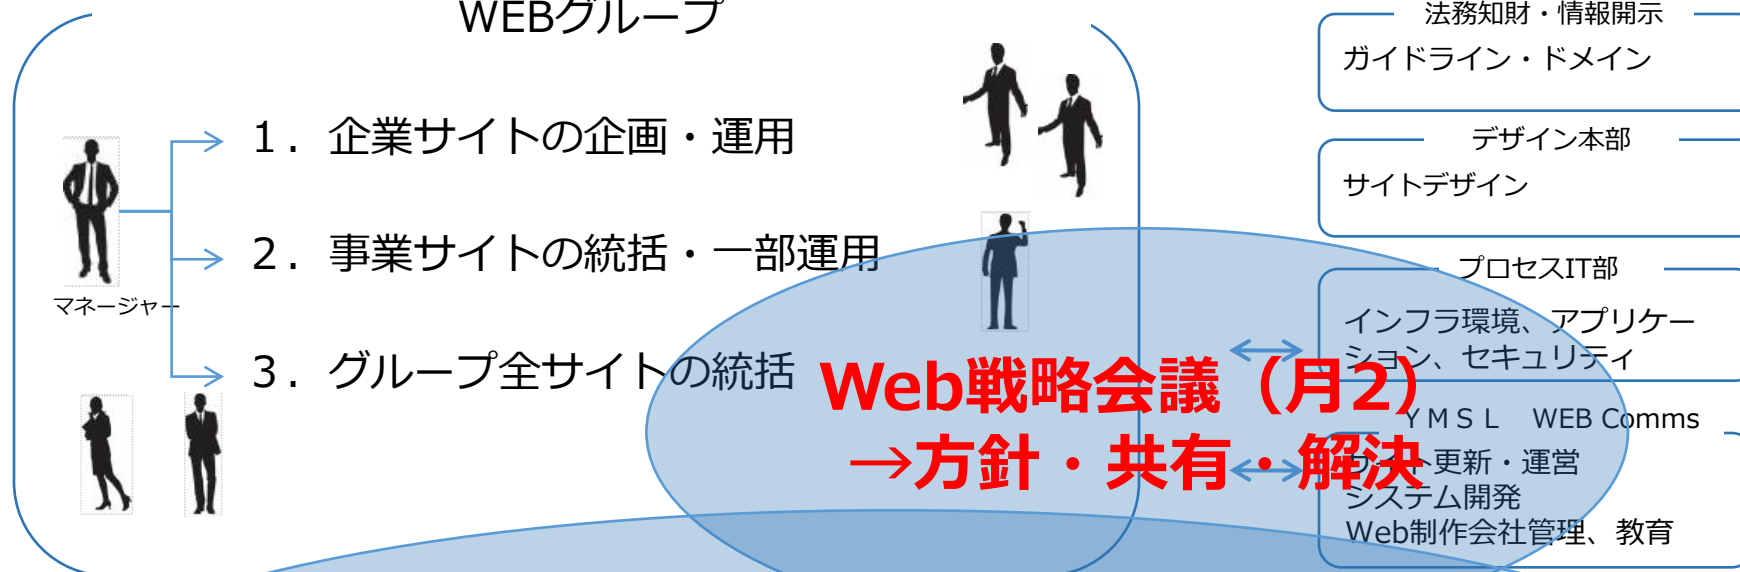 WEBグループ
1．企業サイトの企画・運用
2．事業サイトの統括・一部運用
マネージャー
3．グループ全サイトの統括
Web戦略会議（月2）
→方針・共有・解決
法務知財・情報開示
ガイドライン・ドメイン
デザイン本部
サイトデザイン
プロセスIT部
インフラ環境、アプリケー
ション、セキュリティ
ＹＭＳＬ　WEB Comms
サイト更新・運営
システム開発
Web制作会社管理、教育